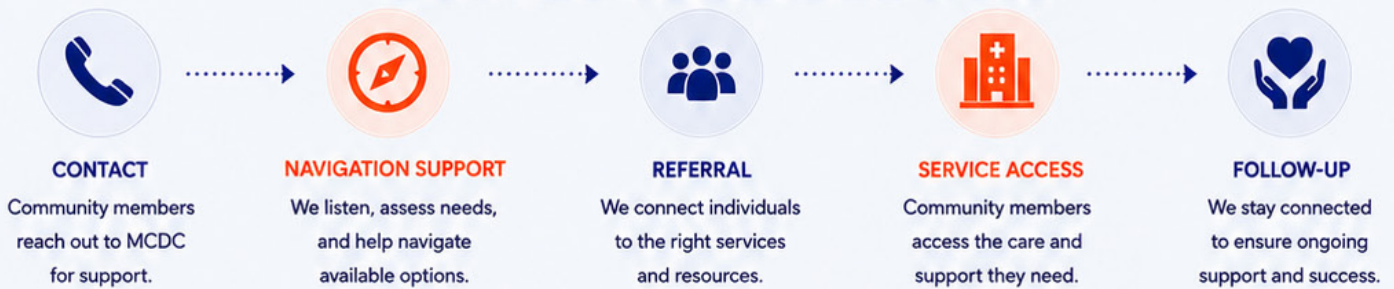 CONTACT
Community members
reach out to MCDC
for support.
NAVIGATION SUPPORT
We listen, assess needs,
and help navigate
available options.
REFERRAL
We connect individuals
to the right services
and resources.
SERVICE ACCESS
Community members
access the care and
support they need.
FOLLOW-UP
We stay connected
to ensure ongoing
support and success.